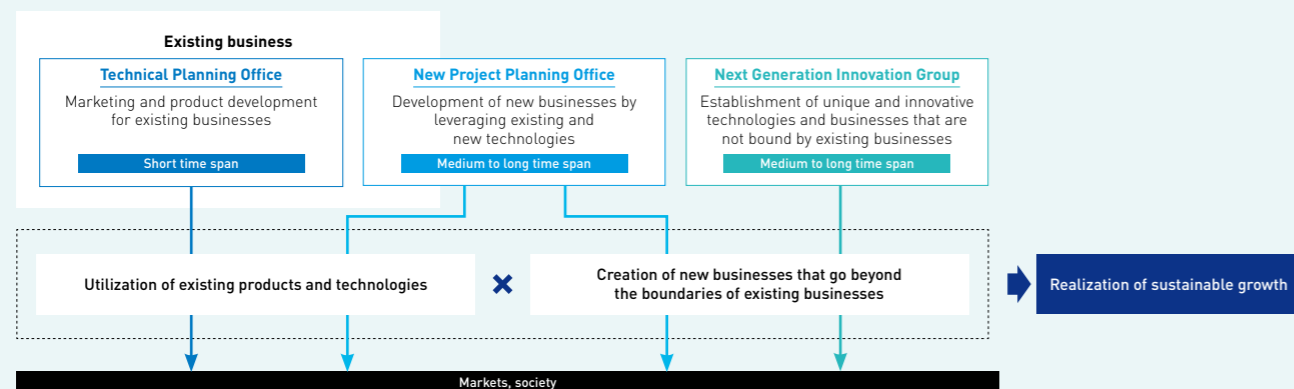 Existing business
Technical Planning Office
Marketing and product development
for existing businesses
Short time span
New Project Planning Office
Development of new businesses by
leveraging existing and
new technologies
Medium to long time span
Next Generation Innovation Group
Establishment of unique and innovative
technologies and businesses that are
not bound by existing businesses
Medium to long time span
Utilization of existing products and technologies
×
Creation of new businesses that go beyond
the boundaries of existing businesses
Realization of sustainable growth
Markets, society